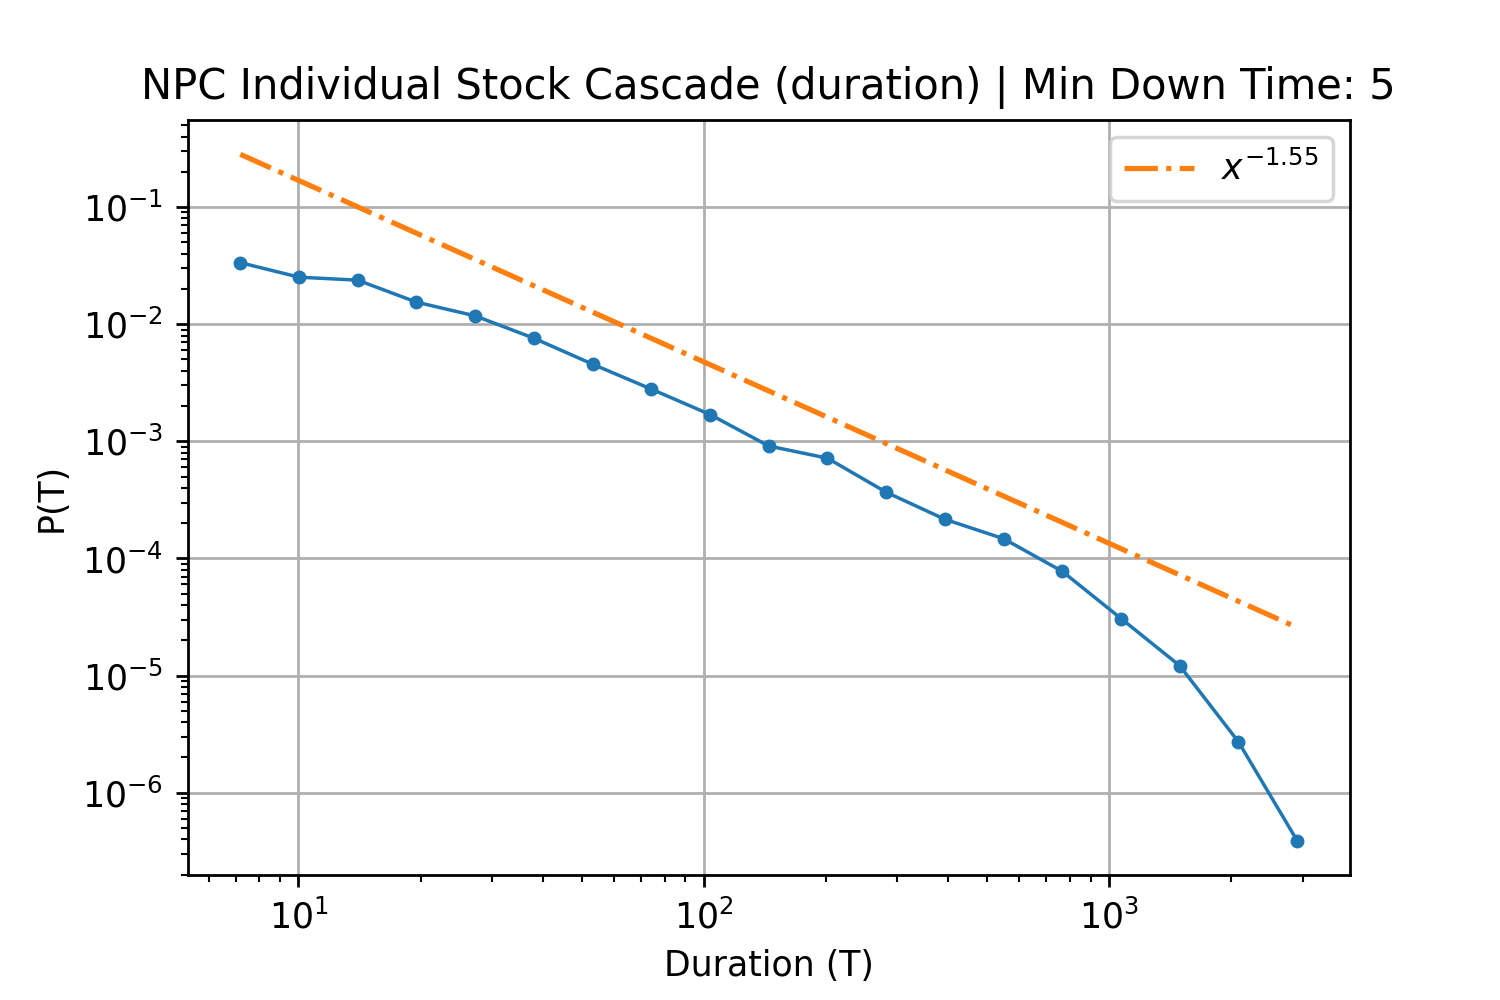 NPC Individual Stock Cascade (duration) | Min Down Time: 5
x^{-1.55}
P(T)
10^{-1}
10^{-2}
10^{-3}
10^{-4}
10^{-5}
10^{-6}
10^{1} 10^{2} 10^{3}
Duration (T)